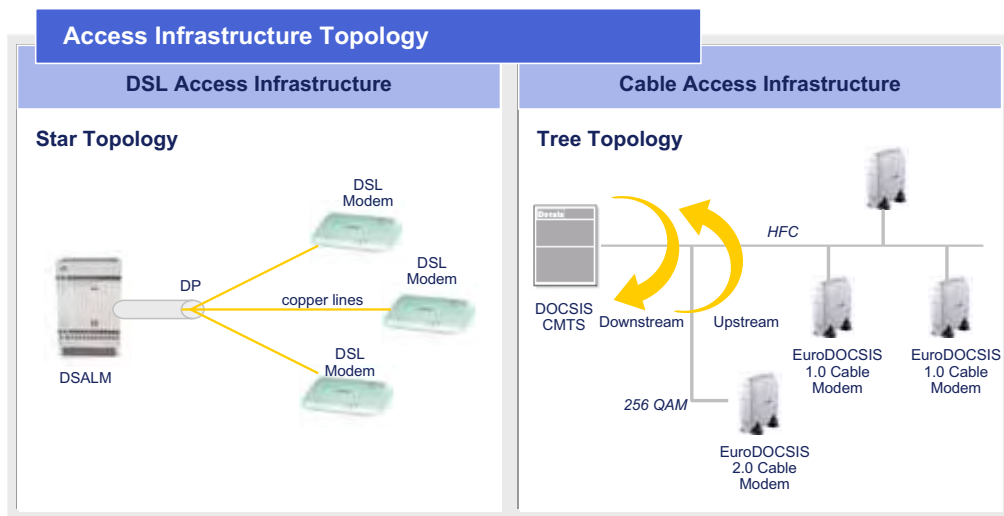 Access Infrastructure Topology
DSL Access Infrastructure
Star Topology
DSL
Modem
DSL
Modem
DP
copper lines
DSL
Modem
DSALM
Cable Access Infrastructure
Tree Topology
Docsis
HFC
DOCSIS
CMTS
Downstream
Upstream
EuroDOCSIS
1.0 Cable
Modem
EuroDOCSIS
1.0 Cable
Modem
256 QAM
EuroDOCSIS
2.0 Cable
Modem